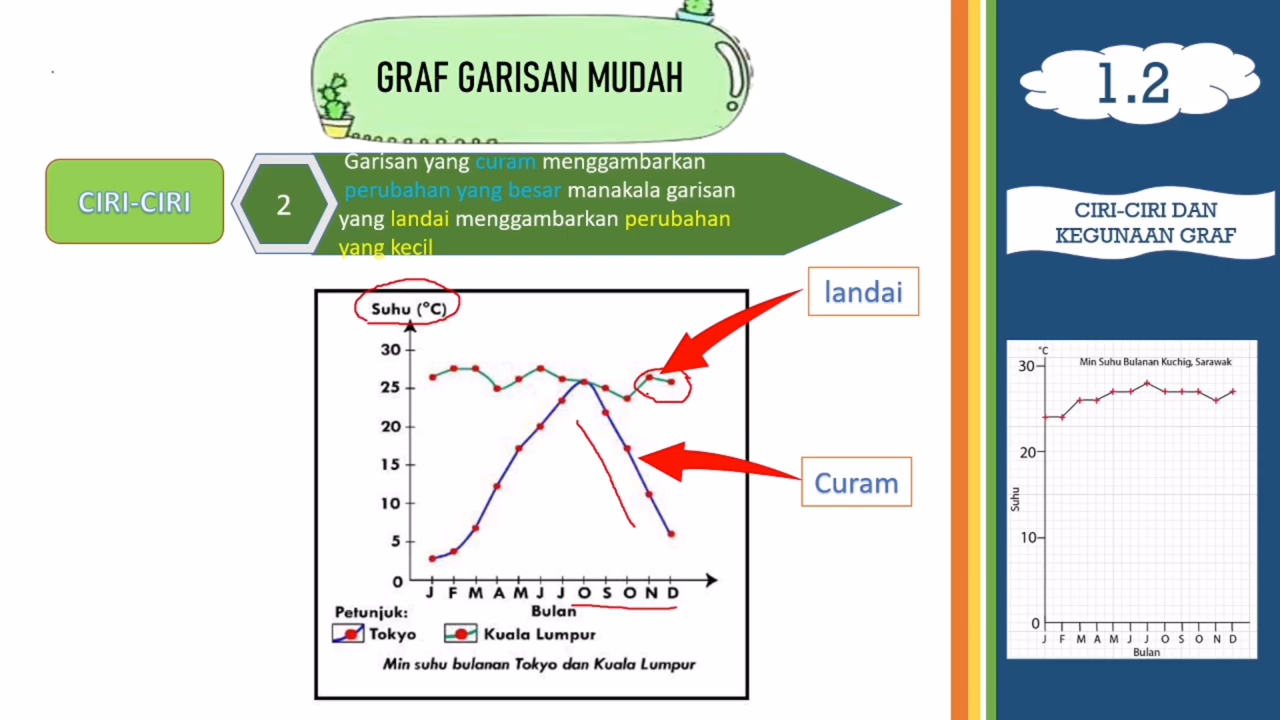 GRAF GARISAN MUDAH
CIRI-CIRI
2
Garisan yang curam menggambarkan
perubahan yang besar manakala garisan
yang landai menggambarkan perubahan
yang kecil
landai
Curam
Suhu (°C)
30
25
20
15
10
5
0
J F M A M J J O S O N D
Bulan
Petunjuk:
Tokyo Kuala Lumpur
Min suhu bulanan Tokyo dan Kuala Lumpur
1.2
CIRI-CIRI DAN
KEGUNAAN GRAF
°C
Min Suhu Bulanan Kuchig, Sarawak
30
20
10
0
Suhu
J F M A M J J O S O N D
Bulan